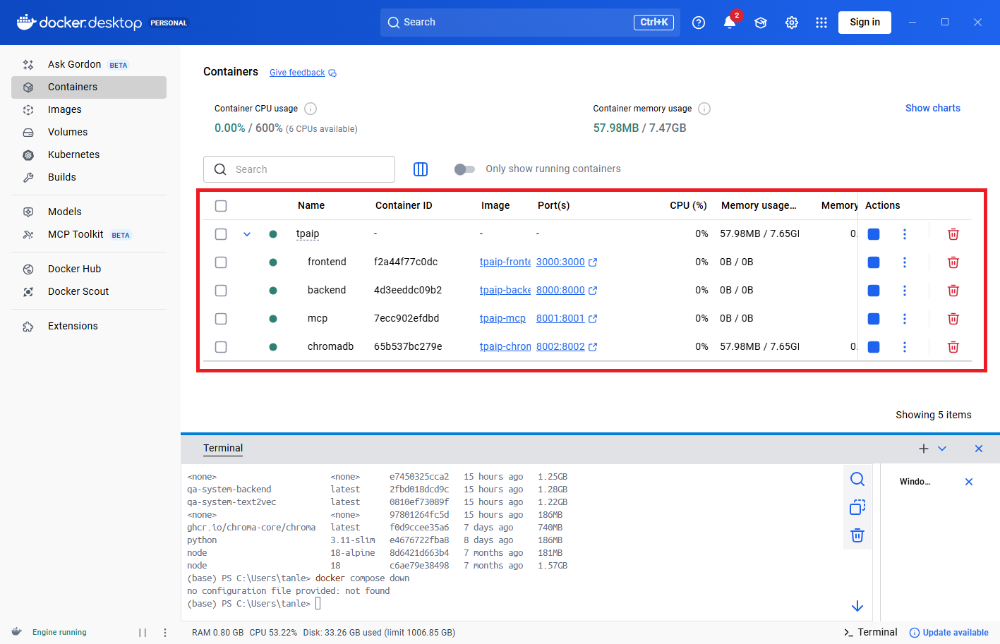 docker.desktop PERSONAL
Search Ctrl+K
2
Sign in
Ask Gordon BETA
Containers
Images
Volumes
Kubernetes
Builds
Models
MCP Toolkit BETA
Docker Hub
Docker Scout
Extensions
Containers Give feedback
Container CPU usage
0.00% / 600% (6 CPUs available)
Container memory usage
57.98MB / 7.47GB
Show charts
Search
Only show running containers
Name Container ID Image Port(s) CPU (%) Memory usage... Memory Actions
tpaip - - - 0% 57.98MB / 7.65GI 0.
frontend f2a44f77c0dc tpaip-fronte 3000:3000 0% 0B / 0B
backend 4d3eeddc09b2 tpaip-backe 8000:8000 0% 0B / 0B
mcp 7ecc902efdbd tpaip-mcp 8001:8001 0% 0B / 0B
chromadb 65b537bc279e tpaip-chron 8002:8002 0% 57.98MB / 7.65GI 0.
Showing 5 items
Terminal
<none> <none> e7450325cca2 15 hours ago 1.25GB
qa-system-backend latest 2fbd018dcd9c 15 hours ago 1.28GB
qa-system-text2vec latest 0810ef73089f 15 hours ago 1.22GB
<none> <none> 97801264fc5d 15 hours ago 186MB
ghcr.io/chroma-core/chroma latest f0d9ccee35a6 7 days ago 740MB
python 3.11-slim e4676722fba8 8 days ago 186MB
node 18-alpine 8d6421d663b4 7 months ago 181MB
node 18 c6ae79e38498 7 months ago 1.57GB
(base) PS C:\Users\tanle> docker compose down
no configuration file provided: not found
(base) PS C:\Users\tanle>
Windo...
Engine running
RAM 0.80 GB CPU 53.22% Disk: 33.26 GB used (limit 1006.85 GB)
Terminal
Update available